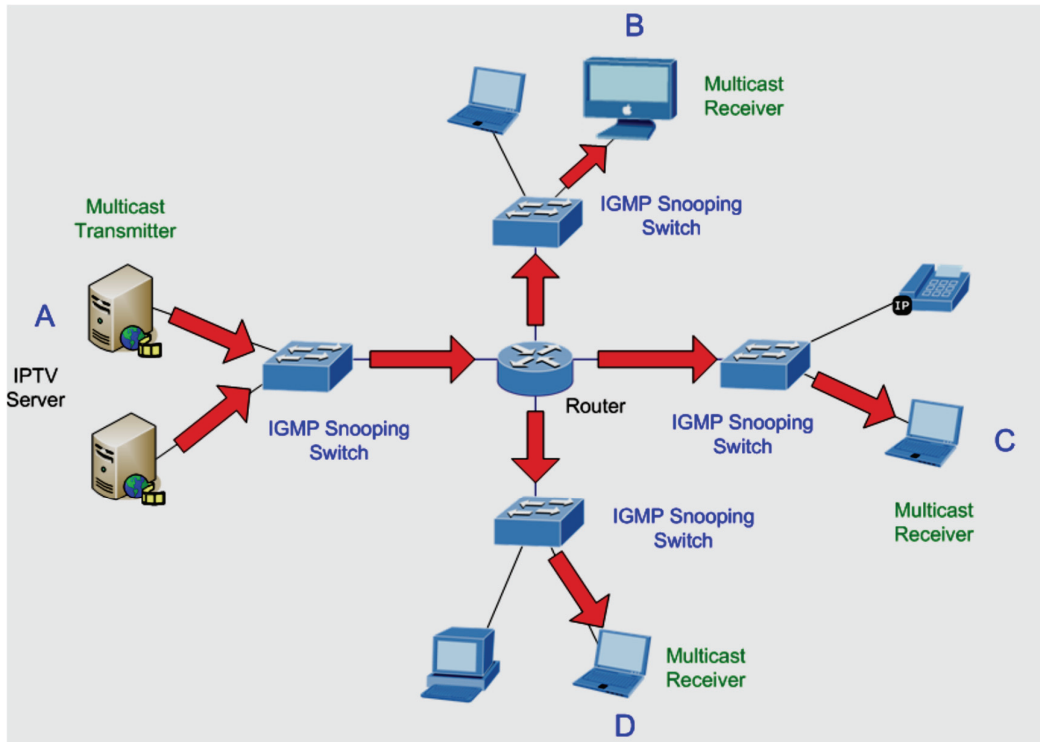 B
Multicast
Receiver
IGMP Snooping
Switch
Multicast
Transmitter
A
IPTV
Server
IGMP Snooping
Switch
Router
IP
IGMP Snooping
Switch
C
Multicast
Receiver
IGMP Snooping
Switch
Multicast
Receiver
D